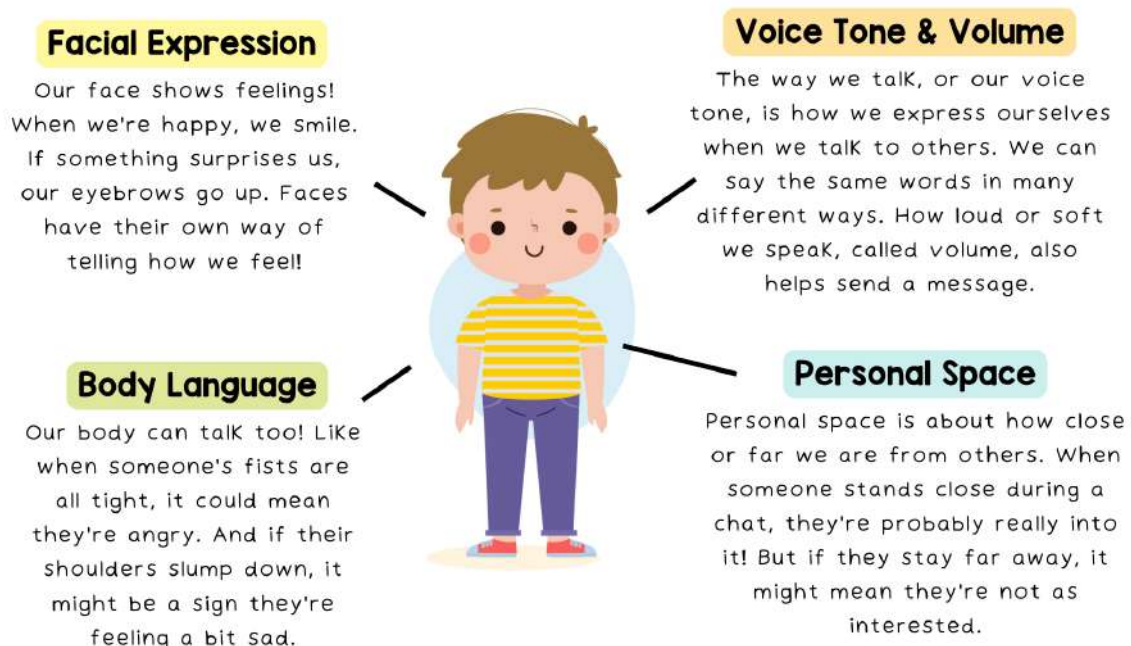 Facial Expression
Our face shows feelings!
When we're happy, we smile.
If something surprises us,
our eyebrows go up. Faces
have their own way of
telling how we feel!
Voice Tone & Volume
The way we talk, or our voice
tone, is how we express ourselves
when we talk to others. We can
say the same words in many
different ways. How loud or soft
we speak, called volume, also
helps send a message.
Body Language
Our body can talk too! Like
when someone's fists are
all tight, it could mean
they're angry. And if their
shoulders slump down, it
might be a sign they're
feeling a bit sad.
Personal Space
Personal space is about how close
or far we are from others. When
someone stands close during a
chat, they're probably really into
it! But if they stay far away, it
might mean they're not as
interested.